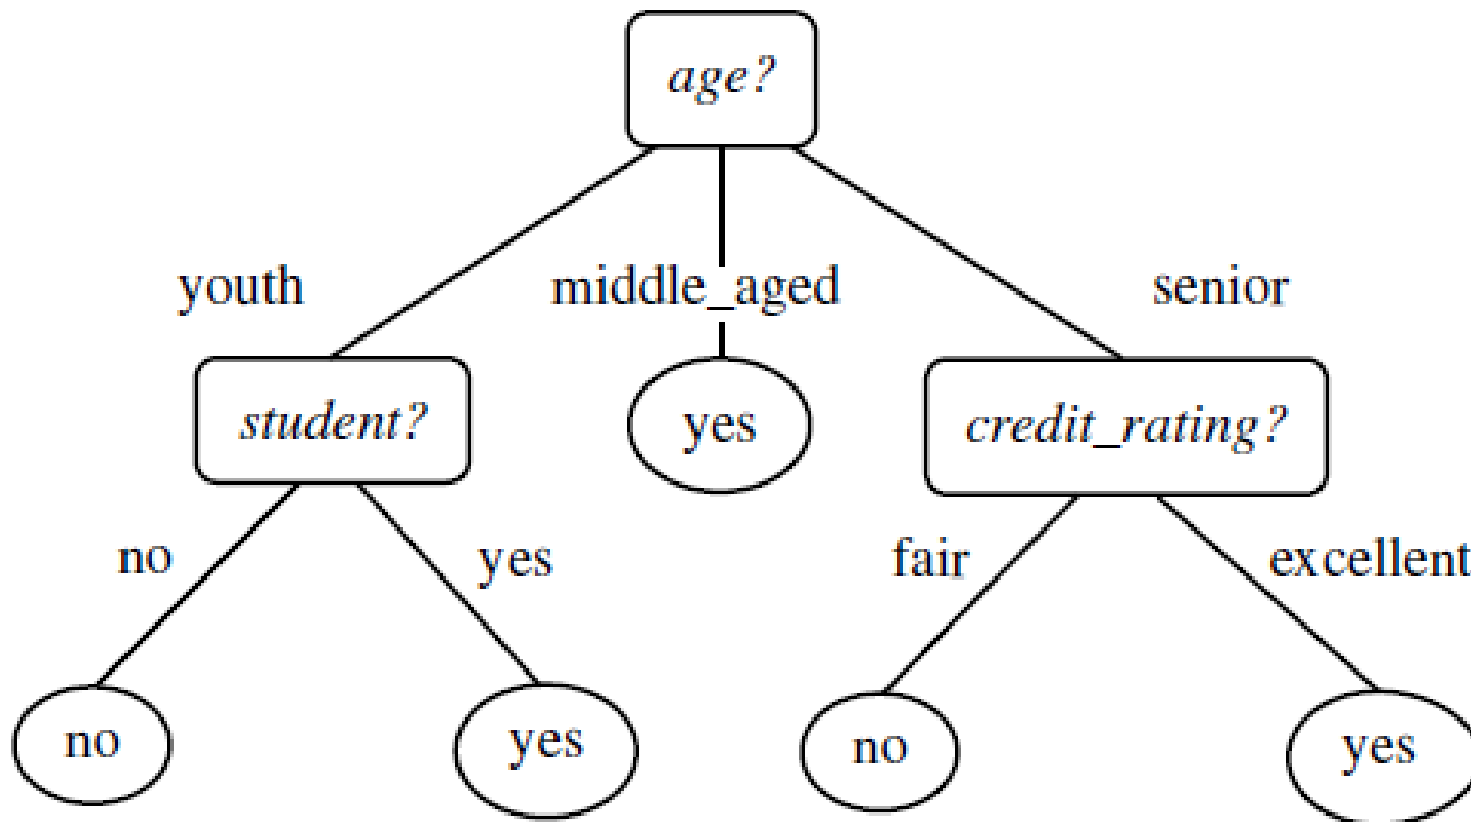 age?
youth
middle_aged
senior
student?
yes
credit_rating?
no
yes
fair
excellent
no
yes
no
yes